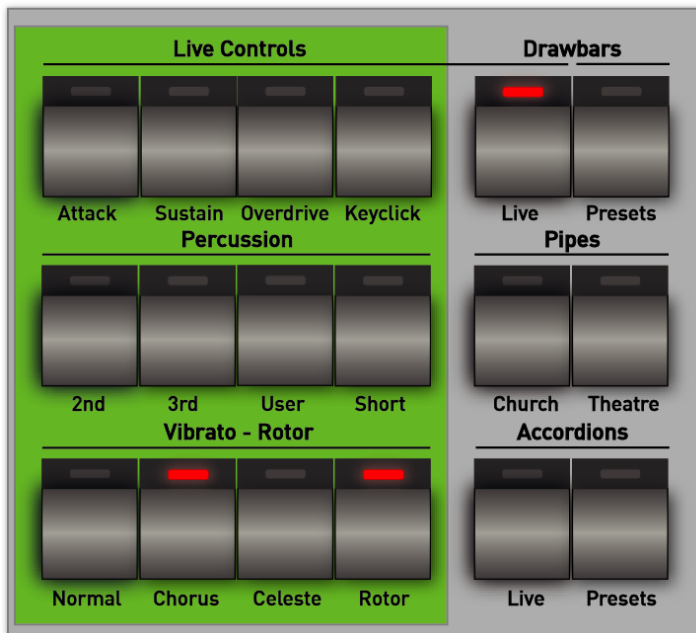 Live Controls Drawbars
Attack Sustain Overdrive Keyclick Live Presets
Percussion Pipes
2nd 3rd User Short Church Theatre
Vibrato - Rotor Accordions
Normal Chorus Celeste Rotor Live Presets